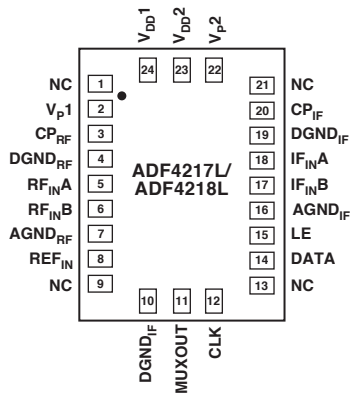 V_DD1 V_DD2 V_P2
24 23 22
NC 1
V_P1 2
CP_RF 3
DGND_RF 4
RF_INA 5
RF_INB 6
AGND_RF 7
REF_IN 8
NC 9
ADF4217L/
ADF4218L
21 NC
20 CP_IF
19 DGND_IF
18 IF_INA
17 IF_INB
16 AGND_IF
15 LE
14 DATA
13 NC
10 11 12
DGND_IF MUXOUT CLK